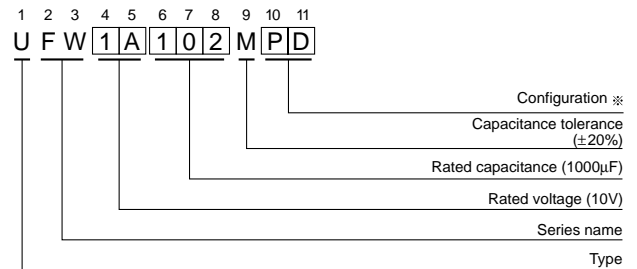 1 2 3 4 5 6 7 8 9 10 11
U F W 1 A 1 0 2 M P D
Configuration ※
Capacitance tolerance
(±20%)
Rated capacitance (1000μF)
Rated voltage (10V)
Series name
Type